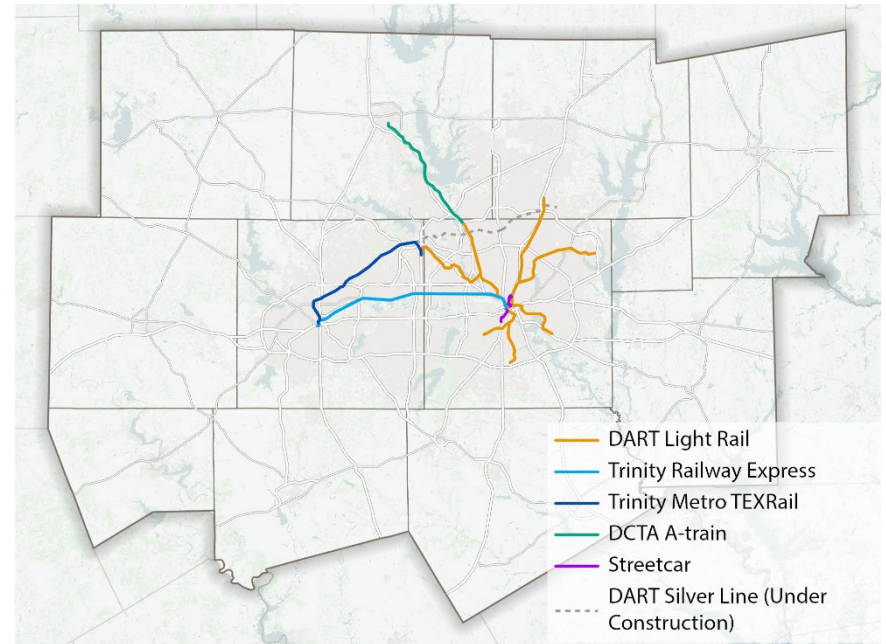 DART Light Rail
Trinity Railway Express
Trinity Metro TEXRail
DCTA A-train
Streetcar
DART Silver Line (Under
Construction)